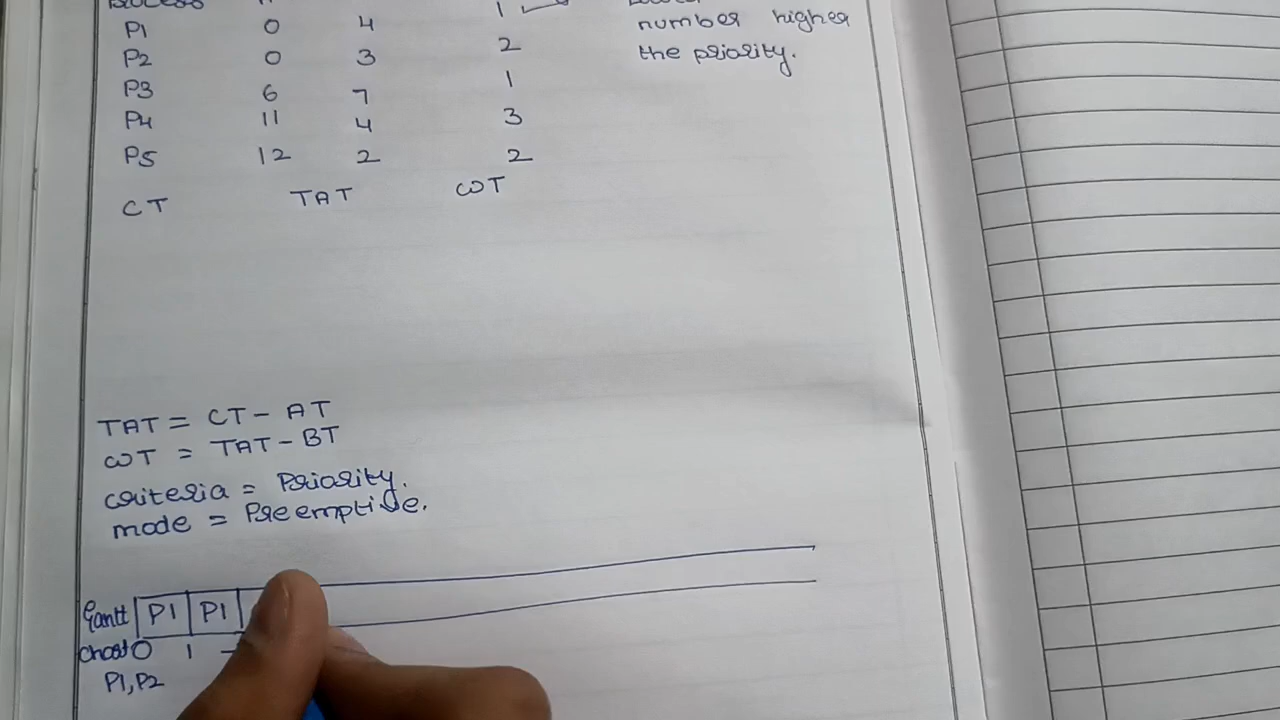 1
P1 0 4 number higher
P2 0 3 2 the priority.
P3 6 7 1
P4 11 4 3
P5 12 2 2
CT TAT WT
TAT = CT - AT
WT = TAT - BT
criteria = Priority.
mode = Preemptive.
Gantt P1 P1
chart 0 1
P1, P2